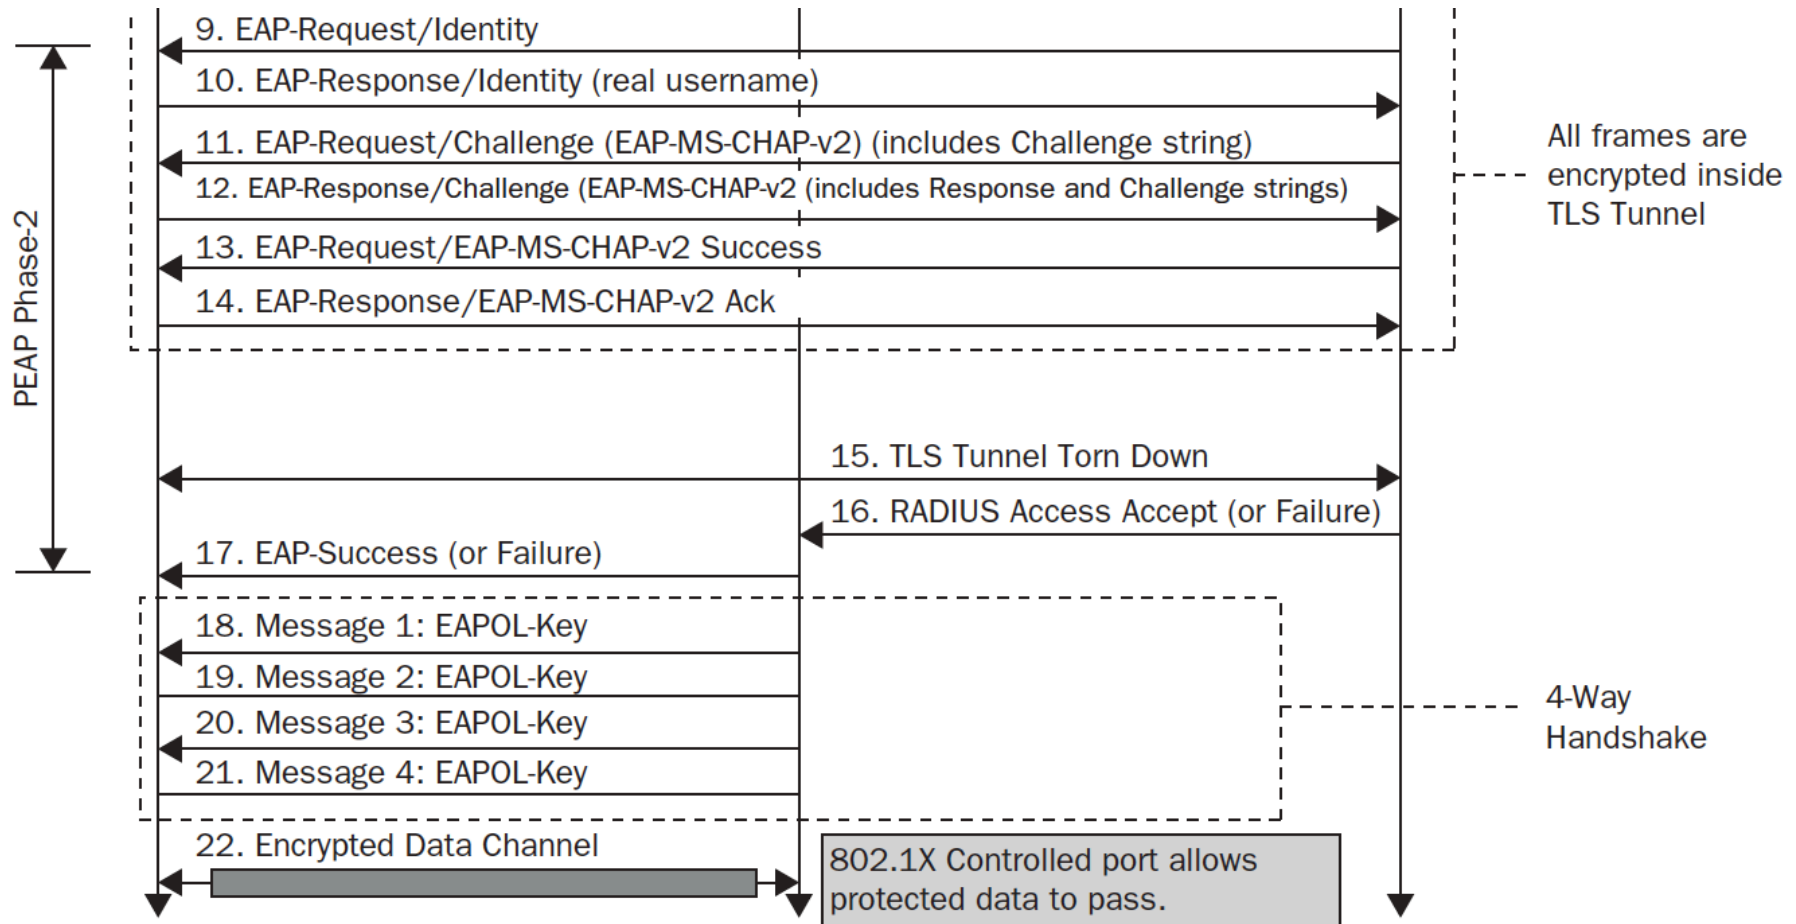 9. EAP-Request/Identity
10. EAP-Response/Identity (real username)
11. EAP-Request/Challenge (EAP-MS-CHAP-v2) (includes Challenge string)
12. EAP-Response/Challenge (EAP-MS-CHAP-v2 (includes Response and Challenge strings)
13. EAP-Request/EAP-MS-CHAP-v2 Success
14. EAP-Response/EAP-MS-CHAP-v2 Ack
All frames are
encrypted inside
TLS Tunnel
PEAP Phase-2
15. TLS Tunnel Torn Down
16. RADIUS Access Accept (or Failure)
17. EAP-Success (or Failure)
18. Message 1: EAPOL-Key
19. Message 2: EAPOL-Key
20. Message 3: EAPOL-Key
21. Message 4: EAPOL-Key
4-Way
Handshake
22. Encrypted Data Channel
802.1X Controlled port allows
protected data to pass.